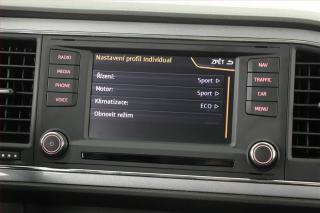 Nastavení profil Individual
ZPĚT
RADIO
MEDIA
PHONE
VOICE
Řízení:
Sport
Motor:
Sport
Klimatizace:
ECO
Obnovit režim
NAV
TRAFFIC
CAR
MENU